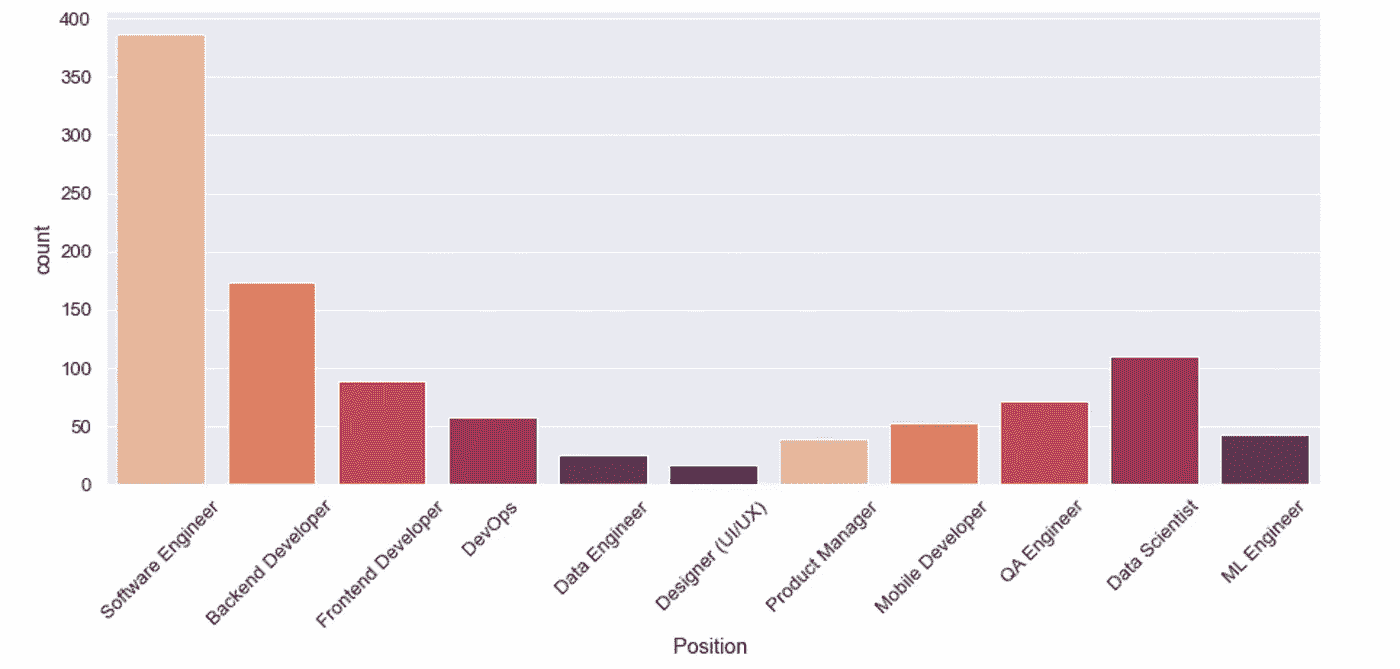 400
350
300
250
200
150
100
50
0
count
Software Engineer
Backend Developer
Frontend Developer
DevOps
Data Engineer
Designer (UI/UX)
Product Manager
Mobile Developer
QA Engineer
Data Scientist
ML Engineer
Position